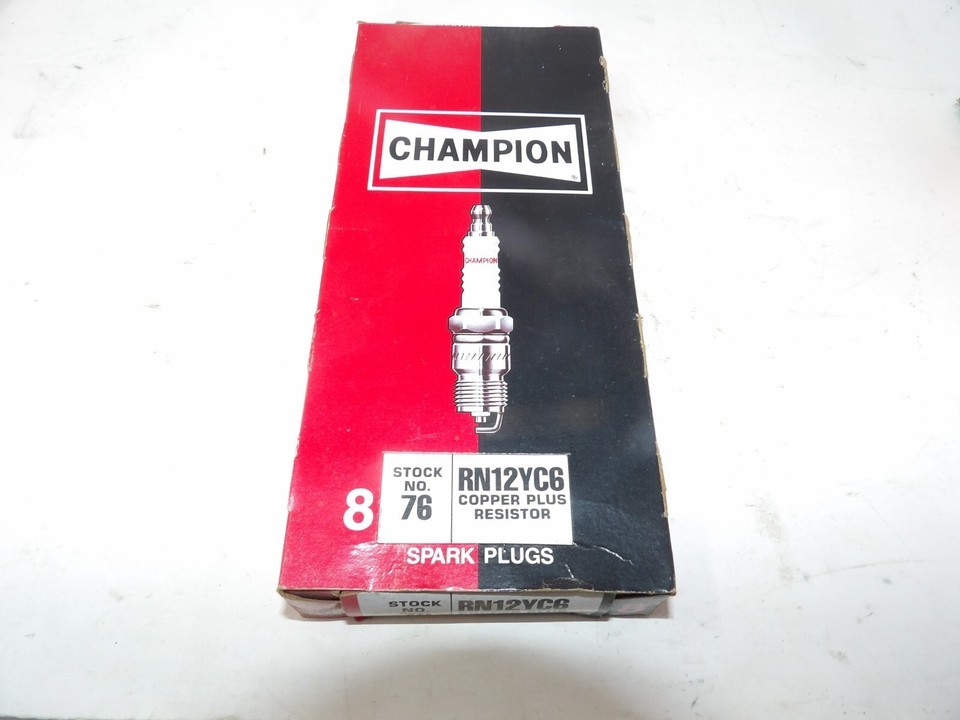 CHAMPION
®
CHAMPION
8
STOCK NO. 76
RN12YC6
COPPER PLUS
RESISTOR
SPARK PLUGS
STOCK NO.
RN12YC6